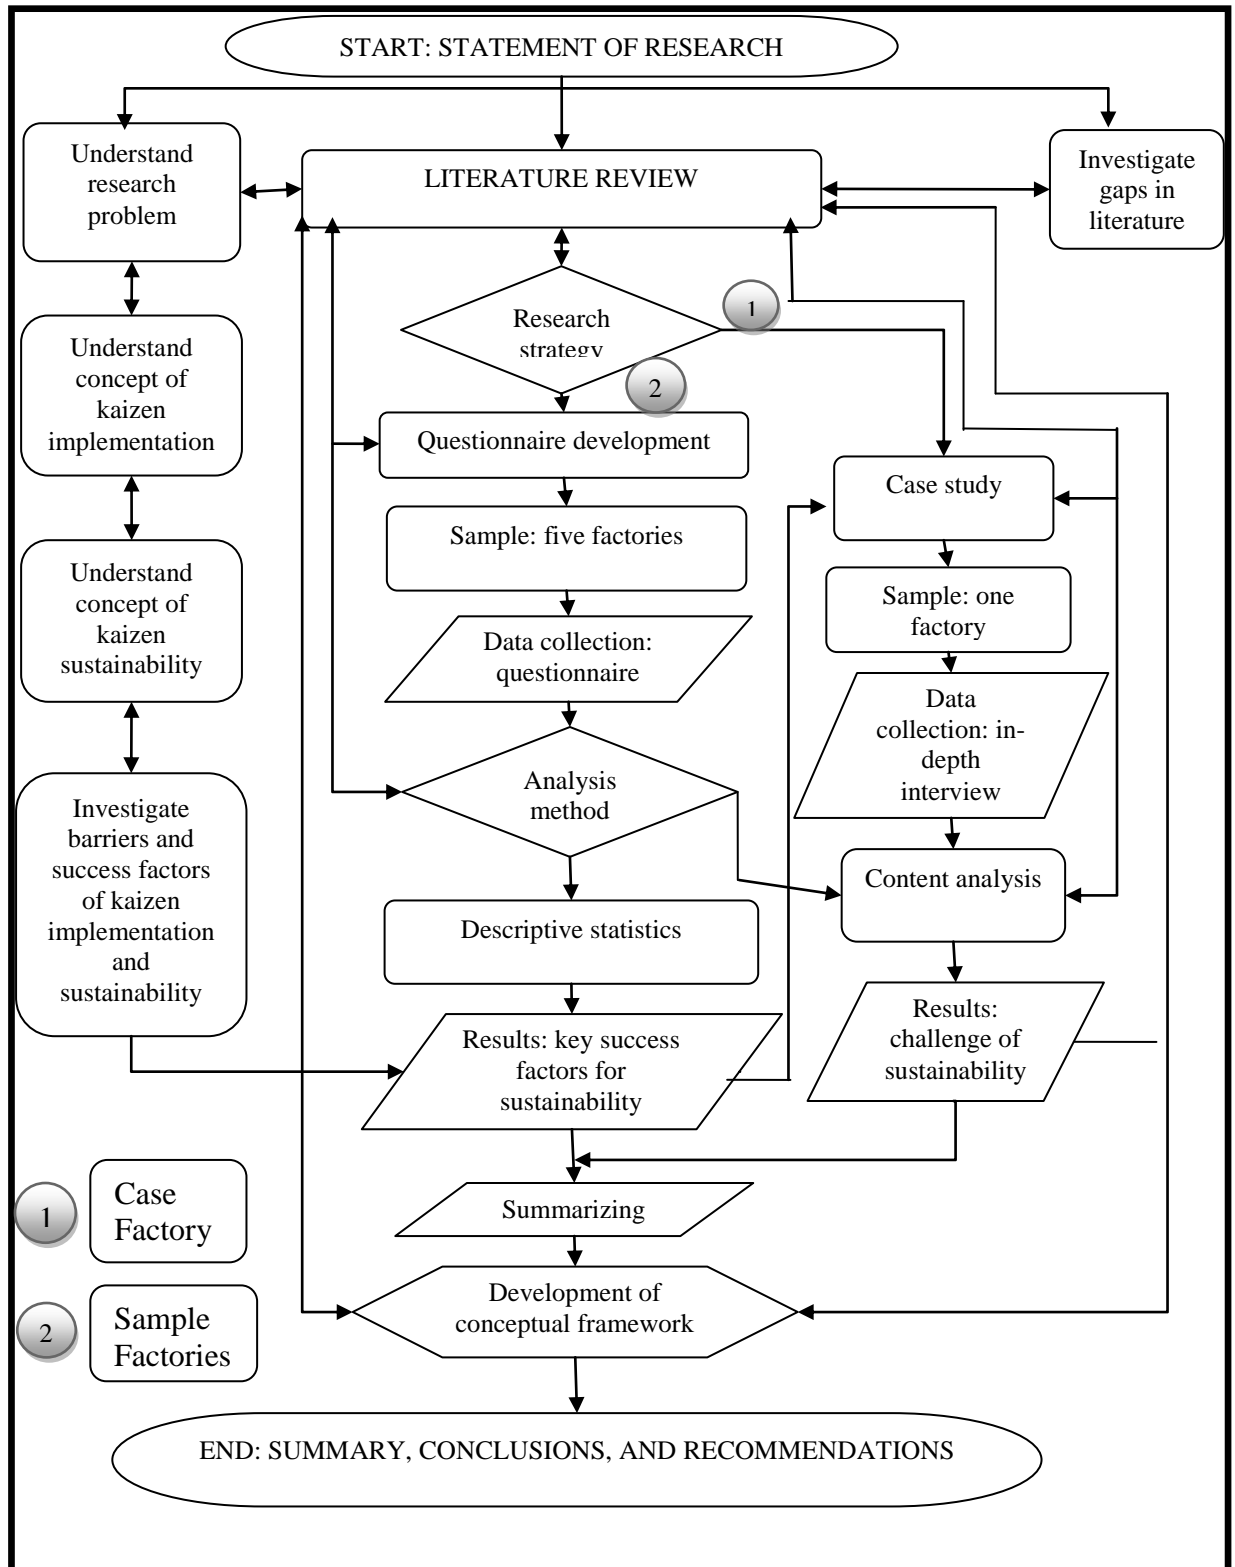 START: STATEMENT OF RESEARCH
Understand
research
problem
LITERATURE REVIEW
Investigate
gaps in
literature
1
Research
strategy
2
Understand
concept of
kaizen
implementation
Questionnaire development
Case study
Sample: five factories
Understand
concept of
kaizen
sustainability
Sample: one
factory
Data collection:
questionnaire
Data
collection: in-
depth
interview
Analysis
method
Investigate
barriers and
success factors
of kaizen
implementation
and
sustainability
Content analysis
Descriptive statistics
Results: key success
factors for
sustainability
Results:
challenge of
sustainability
1
Case
Factory
Summarizing
2
Sample
Factories
Development of
conceptual framework
END: SUMMARY, CONCLUSIONS, AND RECOMMENDATIONS